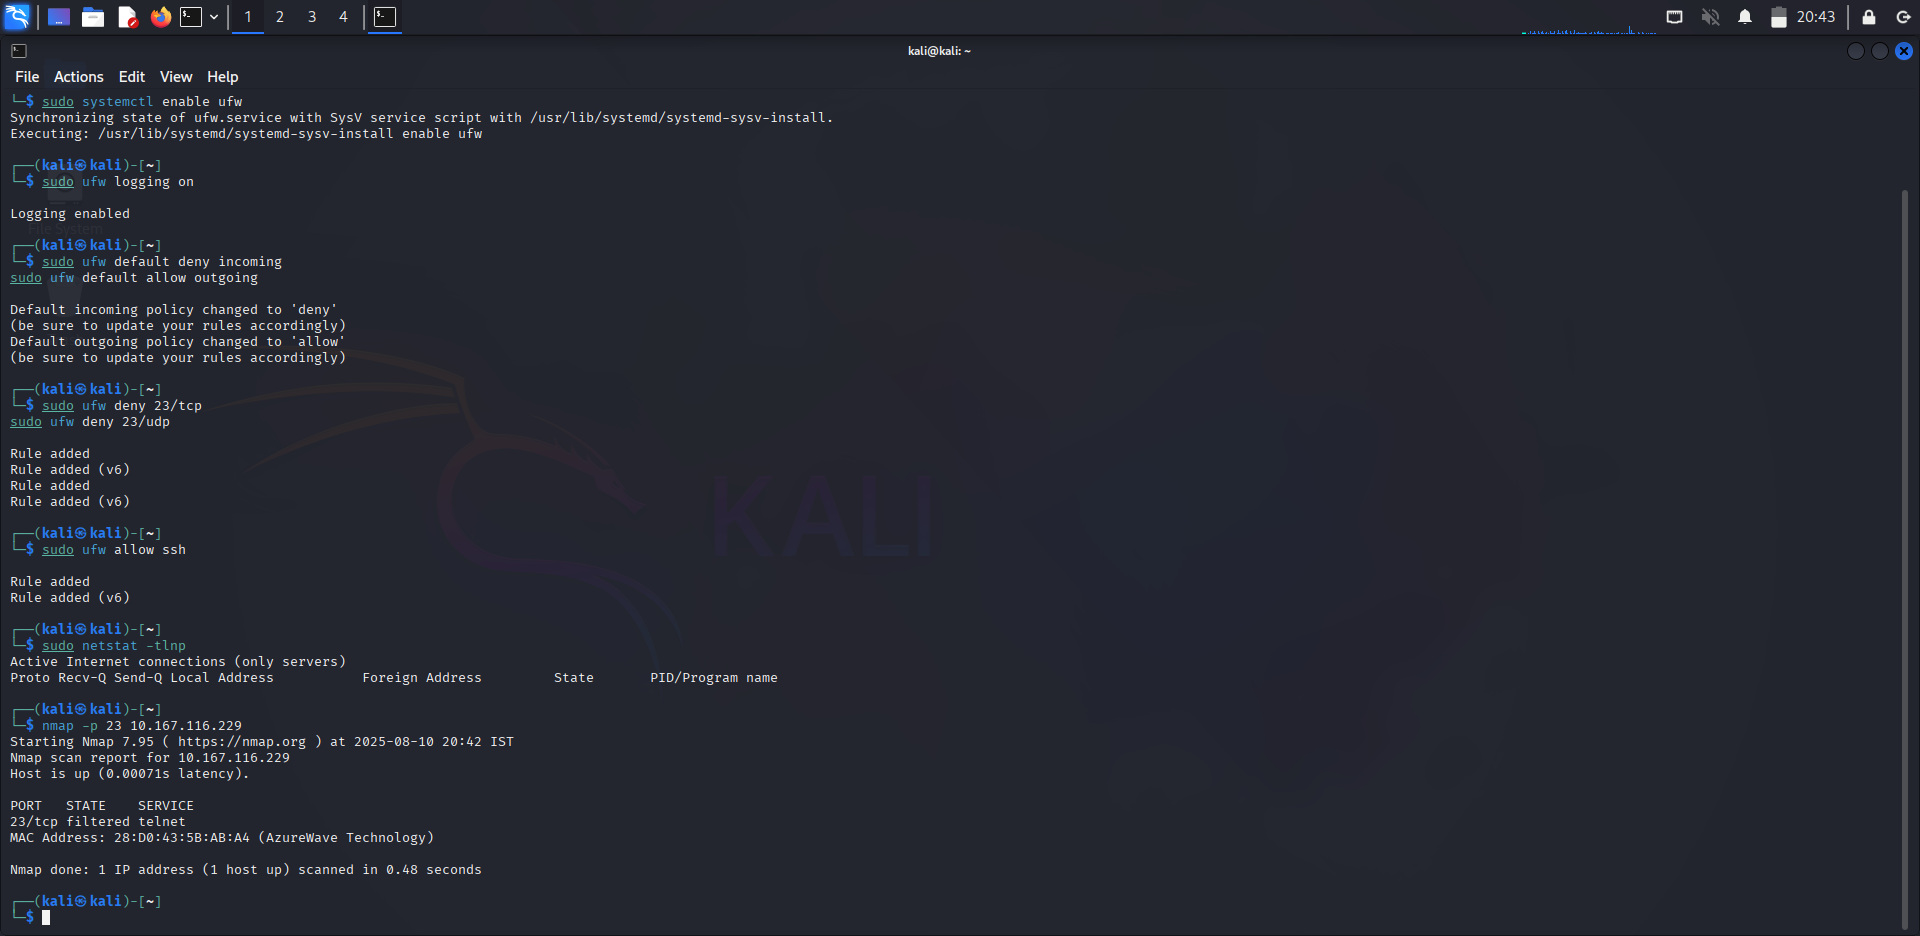 1 2 3 4
20:43
kali@kali: ~
File Actions Edit View Help
└─$ sudo systemctl enable ufw
Synchronizing state of ufw.service with SysV service script with /usr/lib/systemd/systemd-sysv-install.
Executing: /usr/lib/systemd/systemd-sysv-install enable ufw
┌──(kali㉿kali)-[~]
└─$ sudo ufw logging on
Logging enabled
File System
┌──(kali㉿kali)-[~]
└─$ sudo ufw default deny incoming
sudo ufw default allow outgoing
Default incoming policy changed to 'deny'
(be sure to update your rules accordingly)
Default outgoing policy changed to 'allow'
(be sure to update your rules accordingly)
┌──(kali㉿kali)-[~]
└─$ sudo ufw deny 23/tcp
sudo ufw deny 23/udp
Rule added
Rule added (v6)
Rule added
Rule added (v6)
KALI
┌──(kali㉿kali)-[~]
└─$ sudo ufw allow ssh
Rule added
Rule added (v6)
┌──(kali㉿kali)-[~]
└─$ sudo netstat -tlnp
Active Internet connections (only servers)
Proto Recv-Q Send-Q Local Address           Foreign Address         State       PID/Program name
┌──(kali㉿kali)-[~]
└─$ nmap -p 23 10.167.116.229
Starting Nmap 7.95 ( https://nmap.org ) at 2025-08-10 20:42 IST
Nmap scan report for 10.167.116.229
Host is up (0.00071s latency).
PORT   STATE    SERVICE
23/tcp filtered telnet
MAC Address: 28:D0:43:5B:AB:A4 (AzureWave Technology)
Nmap done: 1 IP address (1 host up) scanned in 0.48 seconds
┌──(kali㉿kali)-[~]
└─$